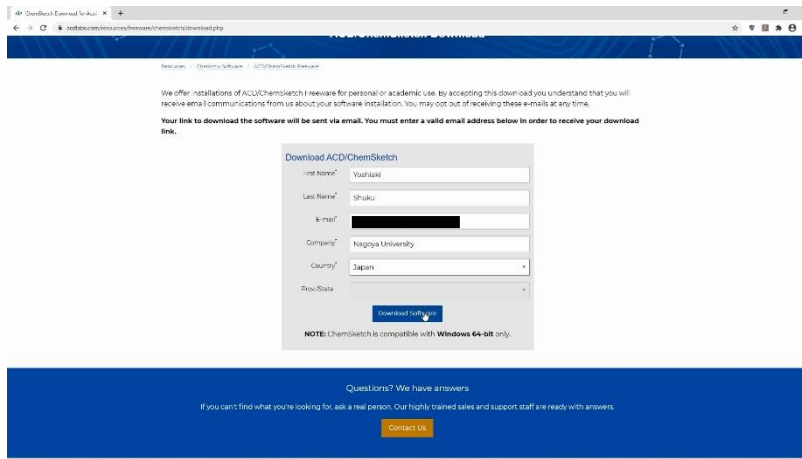 ChemSketch Download for Acad
acdlabs.com/resources/freeware/chemsketch/download.php
ACD/ChemSketch Download
Resources / Chemistry Software / ACD/ChemSketch Freeware
We offer installations of ACD/ChemSketch Freeware for personal or academic use. By accepting this download you understand that you will
receive email communications from us about your software installation. You may opt out of receiving these e-mails at any time.
Your link to download the software will be sent via email. You must enter a valid email address below in order to receive your download
link.
Download ACD/ChemSketch
First Name* Yoshiaki
Last Name* Shuku
E-mail*
Company* Nagoya University
Country* Japan
Prov./State
Download Software
NOTE: ChemSketch is compatible with Windows 64-bit only.
Questions? We have answers
If you can't find what you're looking for, ask a real person. Our highly trained sales and support staff are ready with answers.
Contact Us